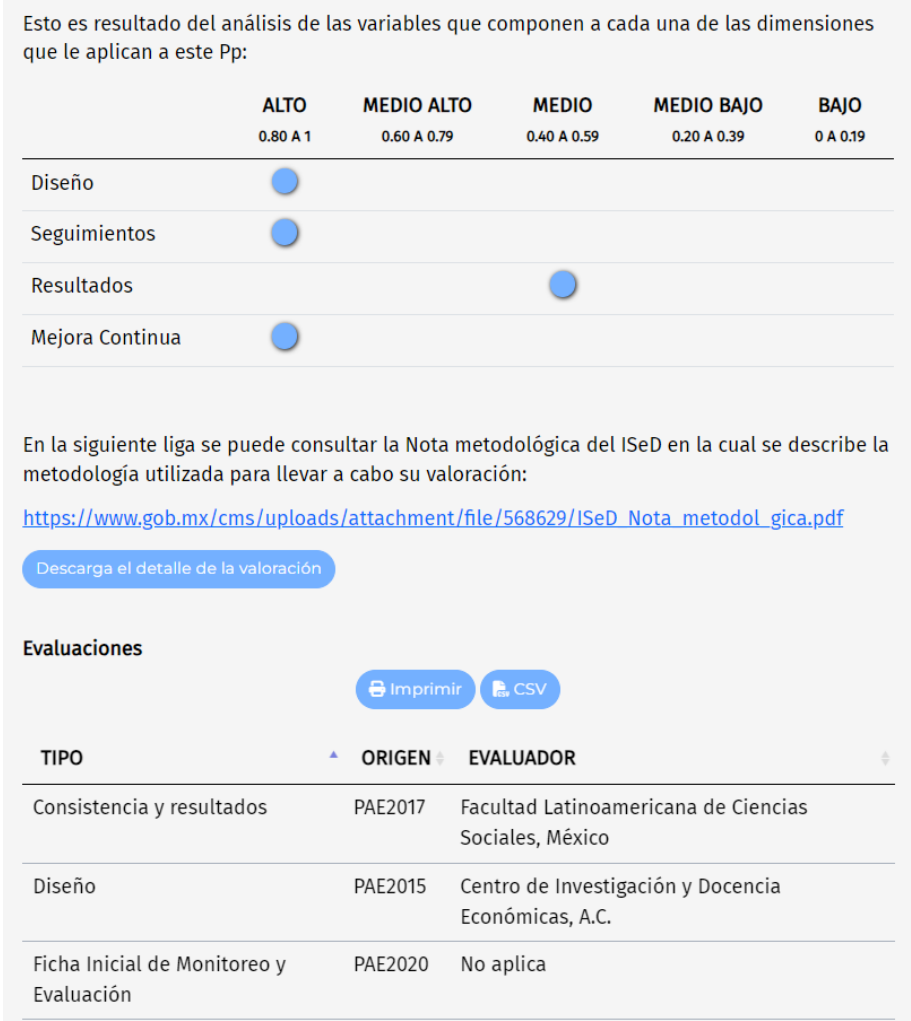 Esto es resultado del análisis de las variables que componen a cada una de las dimensiones
que le aplican a este Pp:
ALTO MEDIO ALTO MEDIO MEDIO BAJO BAJO
0.80 A 1 0.60 A 0.79 0.40 A 0.59 0.20 A 0.39 0 A 0.19
Diseño
Seguimientos
Resultados
Mejora Continua
En la siguiente liga se puede consultar la Nota metodológica del ISeD en la cual se describe la
metodología utilizada para llevar a cabo su valoración:
https://www.gob.mx/cms/uploads/attachment/file/568629/ISeD_Nota_metodol_gica.pdf
Descarga el detalle de la valoración
Evaluaciones
Imprimir CSV
TIPO ORIGEN EVALUADOR
Consistencia y resultados PAE2017 Facultad Latinoamericana de Ciencias
Sociales, México
Diseño PAE2015 Centro de Investigación y Docencia
Económicas, A.C.
Ficha Inicial de Monitoreo y PAE2020 No aplica
Evaluación